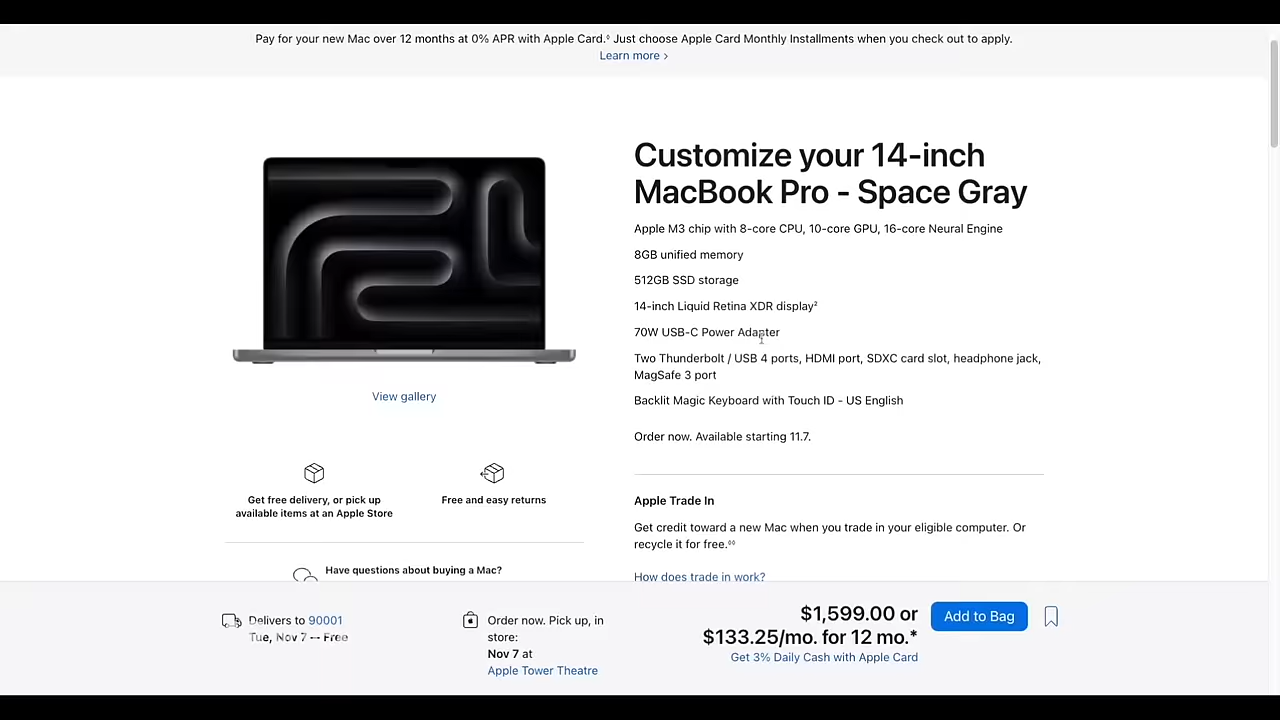 Pay for your new Mac over 12 months at 0% APR with Apple Card.◊ Just choose Apple Card Monthly Installments when you check out to apply.
Learn more >
Customize your 14-inch
MacBook Pro - Space Gray
Apple M3 chip with 8-core CPU, 10-core GPU, 16-core Neural Engine
8GB unified memory
512GB SSD storage
14-inch Liquid Retina XDR display²
70W USB-C Power Adapter
Two Thunderbolt / USB 4 ports, HDMI port, SDXC card slot, headphone jack,
MagSafe 3 port
Backlit Magic Keyboard with Touch ID - US English
Order now. Available starting 11.7.
View gallery
Get free delivery, or pick up
available items at an Apple Store
Free and easy returns
Have questions about buying a Mac?
Apple Trade In
Get credit toward a new Mac when you trade in your eligible computer. Or
recycle it for free.◊◊
How does trade in work?
Delivers to 90001
Tue, Nov 7 — Free
Order now. Pick up, in
store:
Nov 7 at
Apple Tower Theatre
$1,599.00 or
$133.25/mo. for 12 mo.*
Get 3% Daily Cash with Apple Card
Add to Bag